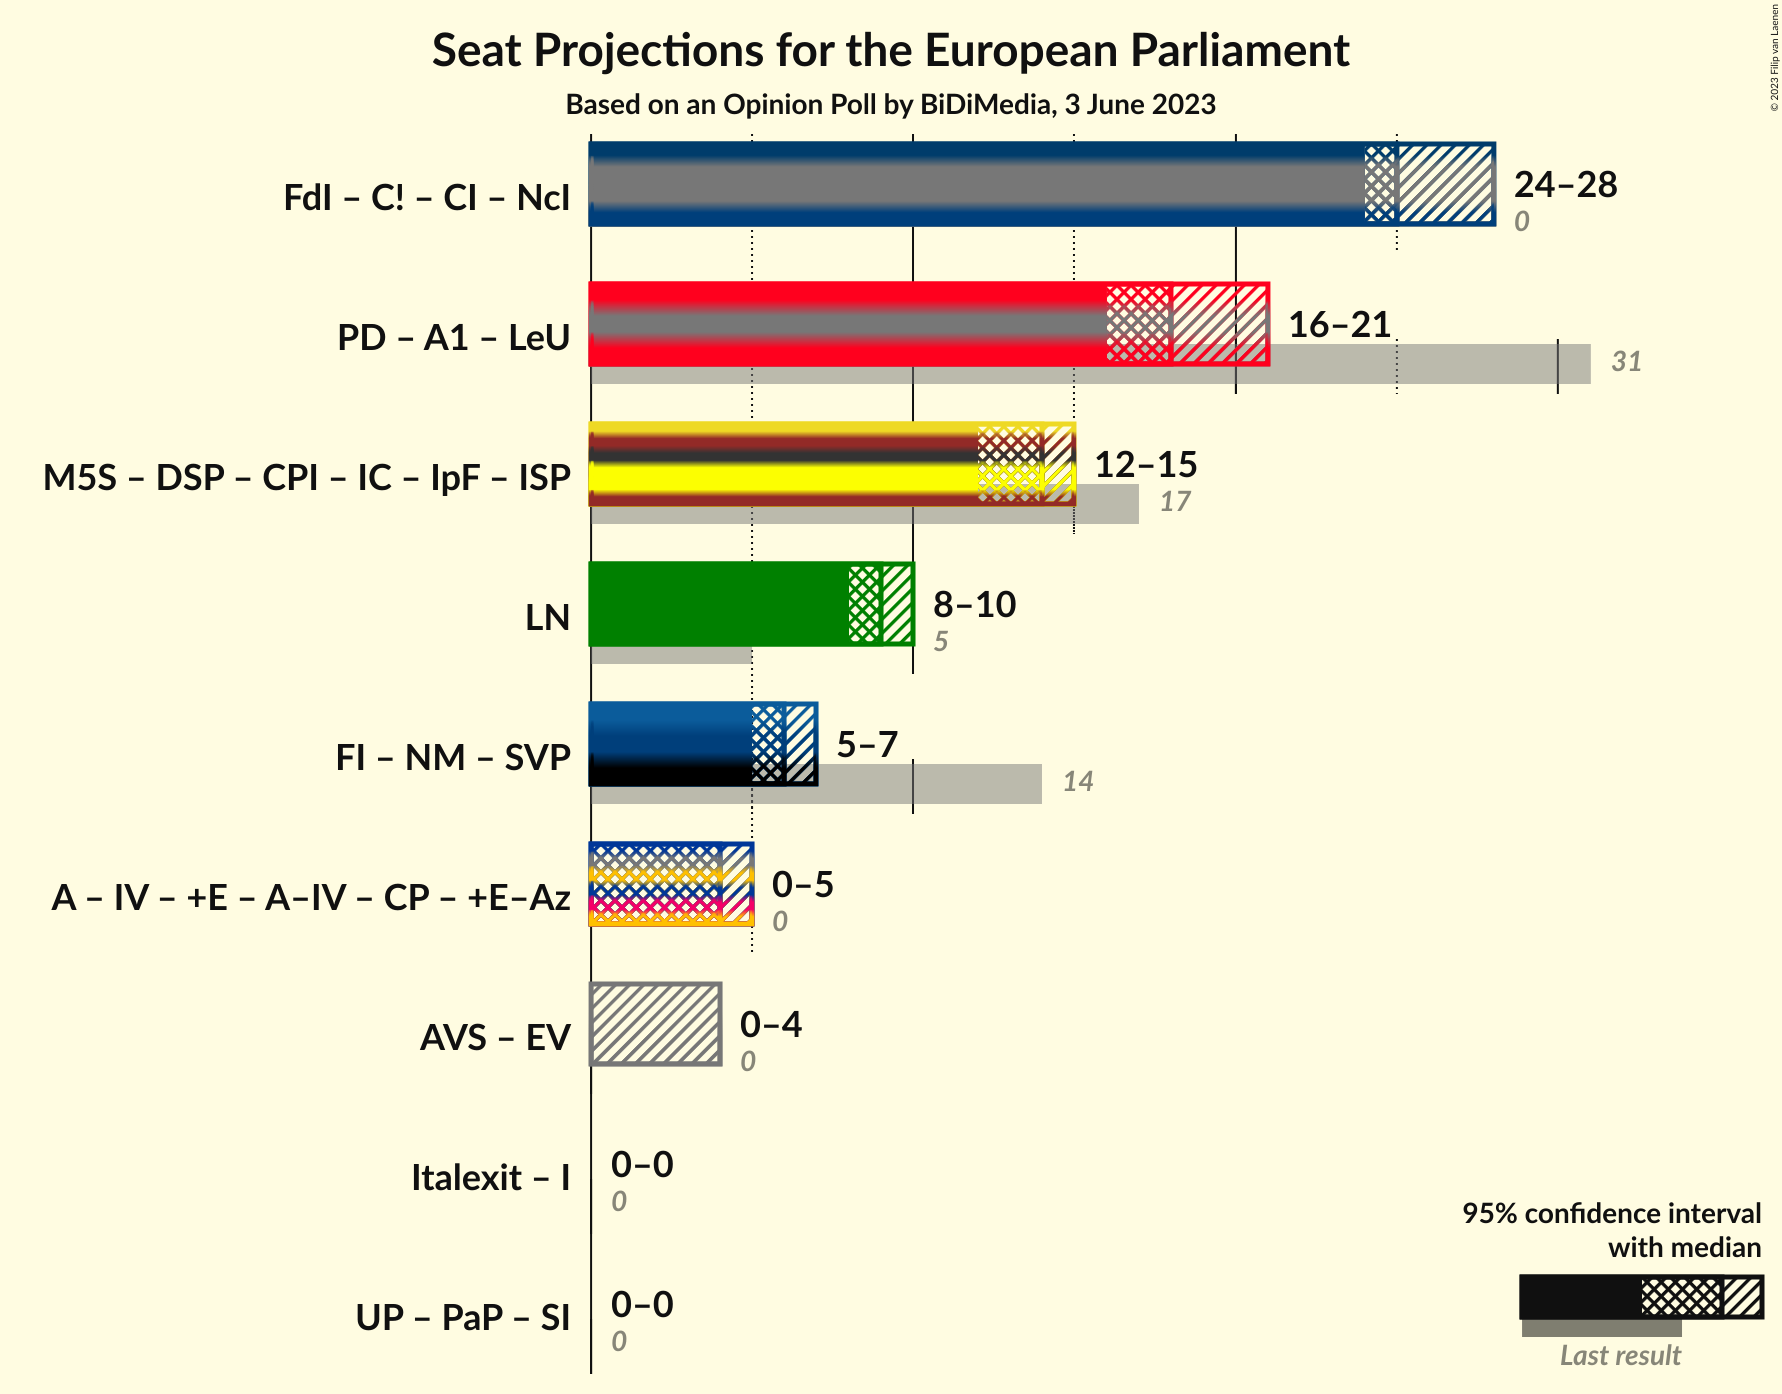 Seat Projections for the European Parliament
Based on an Opinion Poll by BiDiMedia, 3 June 2023
© 2023 Filip van Laenen
FdI – C! – CI – NcI
24–28
0
PD – A1 – LeU
16–21
31
M5S – DSP – CPI – IC – IpF – ISP
12–15
17
LN
8–10
5
FI – NM – SVP
5–7
14
A – IV – +E – A–IV – CP – +E–Az
0–5
0
AVS – EV
0–4
0
Italexit – I
0–0
0
UP – PaP – SI
0–0
0
95% confidence interval
with median
Last result